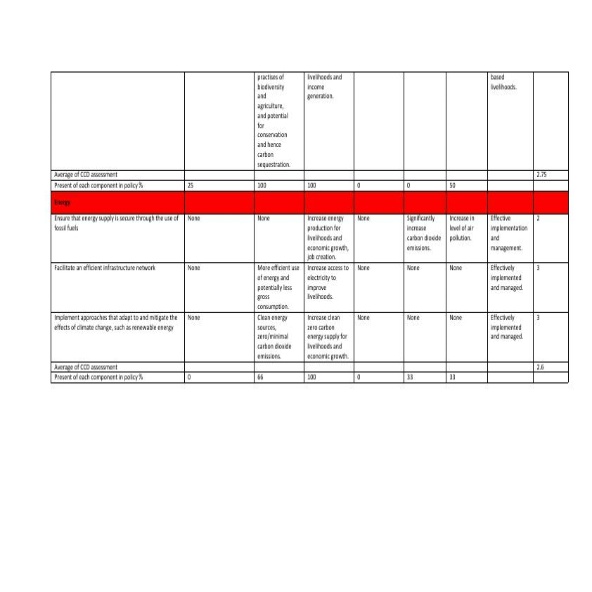 practises of
biodiversity
and
agriculture,
and potential
for
conservation
and hence
carbon
sequestration.
livelihoods and
income
generation.
based
livelihoods.
Average of CCD assessment 2.75
Present of each component in policy % 25 100 100 0 0 50
Energy
Ensure that energy supply is secure through the use of
fossil fuels
None
None
Increase energy
production for
livelihoods and
economic growth,
job creation.
None
Significantly
increase
carbon dioxide
emissions.
Increase in
level of air
pollution.
Effective
implementation
and
management.
2
Facilitate an efficient infrastructure network
None
More efficient use
of energy and
potentially less
gross
consumption.
Increase access to
electricity to
improve
livelihoods.
None
None
None
Effectively
implemented
and managed.
3
Implement approaches that adapt to and mitigate the
effects of climate change, such as renewable energy
None
Clean energy
sources,
zero/minimal
carbon dioxide
emissions.
Increase clean
zero carbon
energy supply for
livelihoods and
economic growth.
None
None
None
Effectively
implemented
and managed.
3
Average of CCD assessment 2.6
Present of each component in policy % 0 66 100 0 33 33